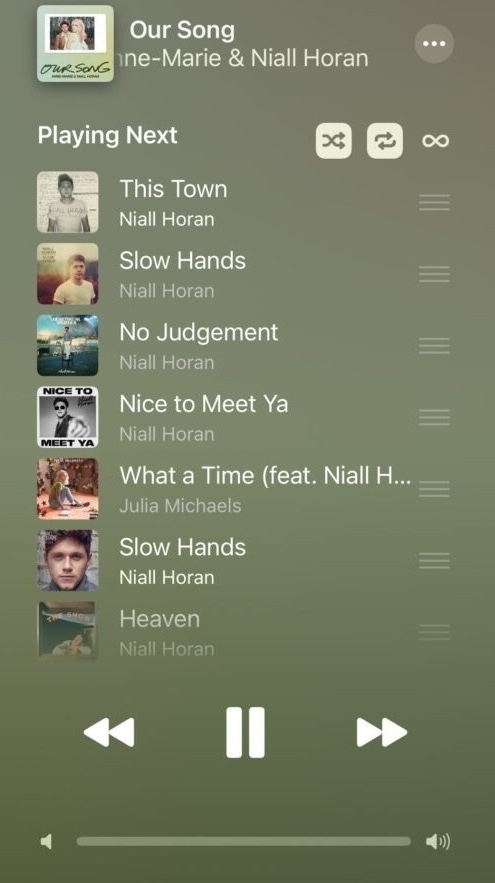 Our Song
nne-Marie & Niall Horan
OUR SONG
ANNE-MARIE & NIALL HORAN
Playing Next
This Town
Niall Horan
Slow Hands
Niall Horan
No Judgement
Niall Horan
NICE TO
MEET YA
Nice to Meet Ya
Niall Horan
What a Time (feat. Niall H...
Julia Michaels
Slow Hands
Niall Horan
THE SHOW
Heaven
Niall Horan